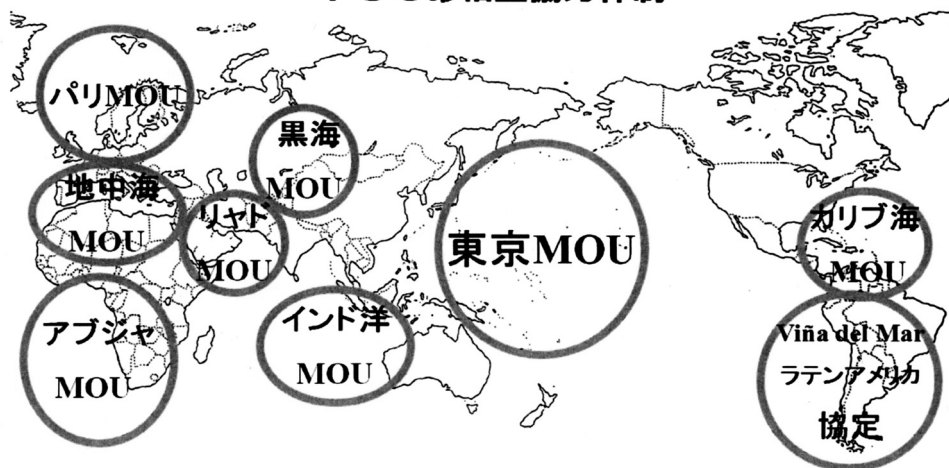 パリMOU
黒海
MOU
地中海
MOU
リヤド
MOU
東京MOU
カリブ海
MOU
アブジャ
MOU
インド洋
MOU
Viña del Mar
ラテンアメリカ
協定